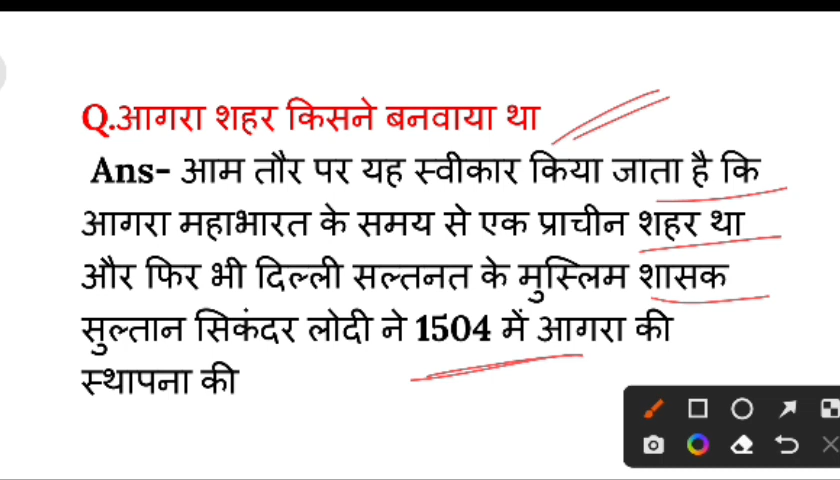 Q.आगरा शहर किसने बनवाया था
Ans- आम तौर पर यह स्वीकार किया जाता है कि
आगरा महाभारत के समय से एक प्राचीन शहर था
और फिर भी दिल्ली सल्तनत के मुस्लिम शासक
सुल्तान सिकंदर लोदी ने 1504 में आगरा की
स्थापना की